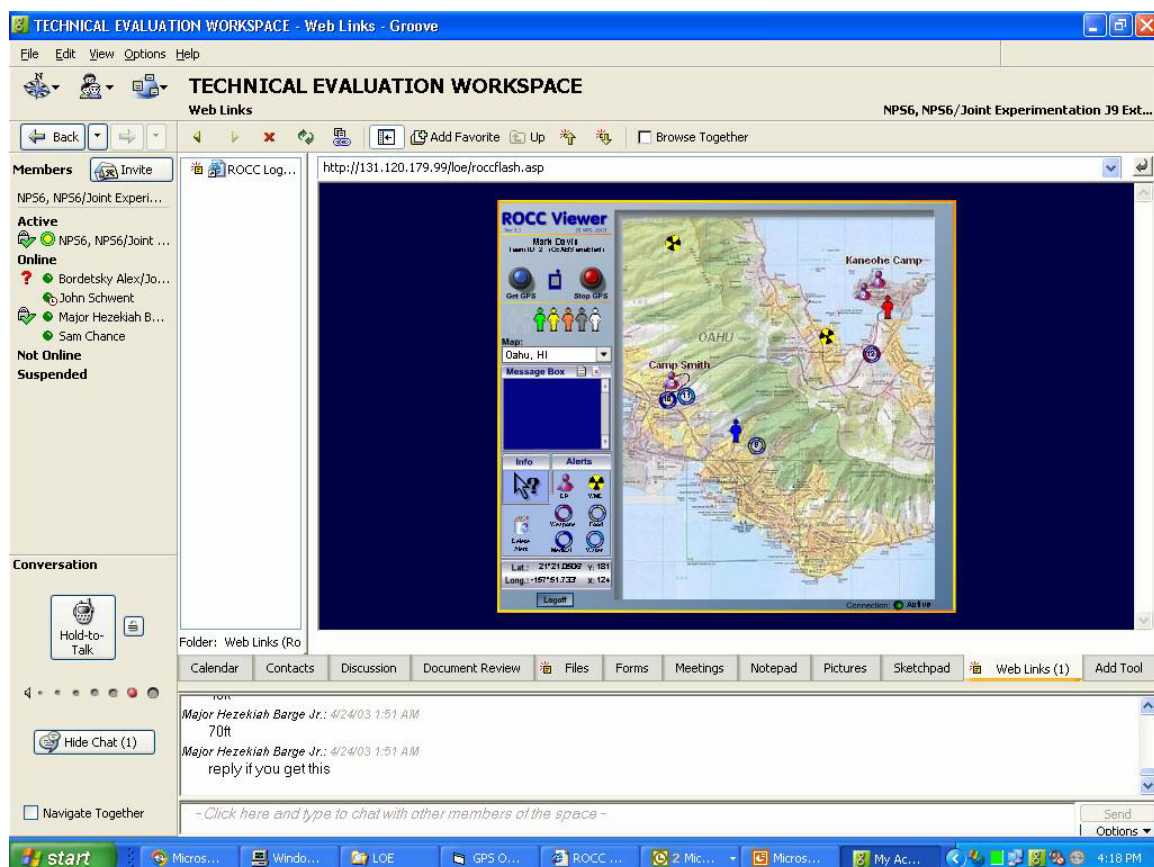 TECHNICAL EVALUATION WORKSPACE - Web Links - Groove
File Edit View Options Help
TECHNICAL EVALUATION WORKSPACE
Web Links
NPS6, NPS6/Joint Experimentation J9 Ext...
Back
Add Favorite
Up
Browse Together
Members
Invite
NPS6, NPS6/Joint Experi...
Active
NPS6, NPS6/Joint ...
Online
Bordetsky Alex/Jo...
John Schwent
Major Hezekiah B...
Sam Chance
Not Online
Suspended
Conversation
Hold-to-
Talk
Hide Chat (1)
Navigate Together
ROCC Log...
Folder: Web Links (Ro
http://131.120.179.99/loe/roccflash.asp
ROCC Viewer
Mark Davis
Get GPS
Stop GPS
Map:
Oahu, HI
Message Box
Info
Alerts
Weapons
Food
Logoff
Connection: Active
Kaneohe Camp
OAHU
Camp Smith
12
11
Calendar
Contacts
Discussion
Document Review
Files
Forms
Meetings
Notepad
Pictures
Sketchpad
Web Links (1)
Add Tool
Major Hezekiah Barge Jr.: 4/24/03 1:51 AM
70ft
Major Hezekiah Barge Jr.: 4/24/03 1:51 AM
reply if you get this
- Click here and type to chat with other members of the space -
Send
Options
start
Micros...
Windo...
LOE
GPS O...
ROCC ...
2 Mic...
Micros...
My Ac...
4:18 PM